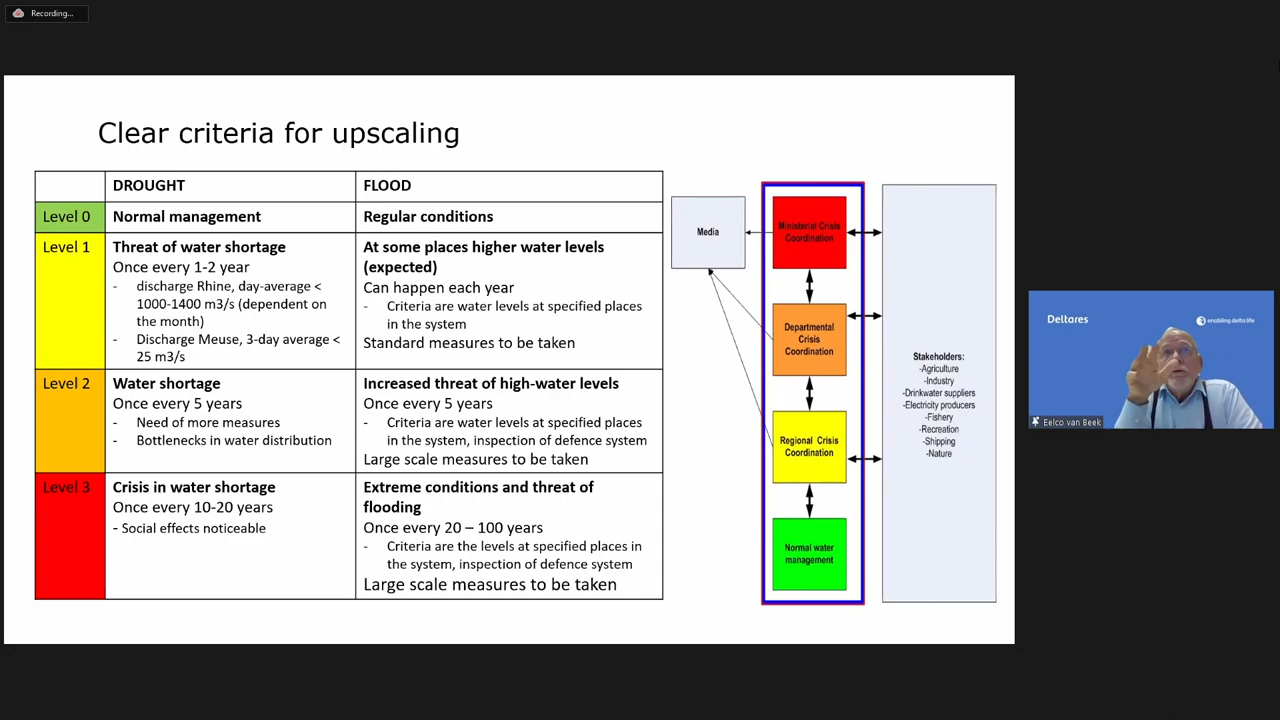 Recording...
Clear criteria for upscaling
DROUGHT
FLOOD
Level 0
Normal management
Regular conditions
Level 1
Threat of water shortage
Once every 1-2 year
- discharge Rhine, day-average <
1000-1400 m3/s (dependent on
the month)
- Discharge Meuse, 3-day average <
25 m3/s
At some places higher water levels
(expected)
Can happen each year
- Criteria are water levels at specified places
in the system
Standard measures to be taken
Level 2
Water shortage
Once every 5 years
- Need of more measures
- Bottlenecks in water distribution
Increased threat of high-water levels
Once every 5 years
- Criteria are water levels at specified places
in the system, inspection of defence system
Large scale measures to be taken
Level 3
Crisis in water shortage
Once every 10-20 years
- Social effects noticeable
Extreme conditions and threat of
flooding
Once every 20 – 100 years
- Criteria are the levels at specified places in
the system, inspection of defence system
Large scale measures to be taken
Media
Ministerial Crisis
Coordination
Departmental
Crisis
Coordination
Regional Crisis
Coordination
Normal water
management
Stakeholders:
-Agriculture
-Industry
-Drinkwater suppliers
-Electricity producers
-Fishery
-Recreation
-Shipping
-Nature
Deltares
enabling delta life
Eelco van Beek